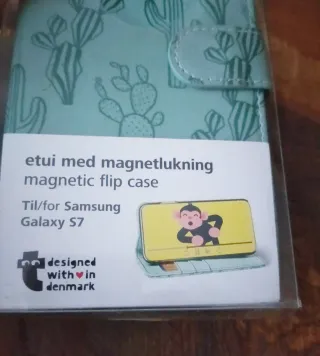 etui med magnetlukning
magnetic flip case
Til/for Samsung
Galaxy S7
designed
with♥in
denmark